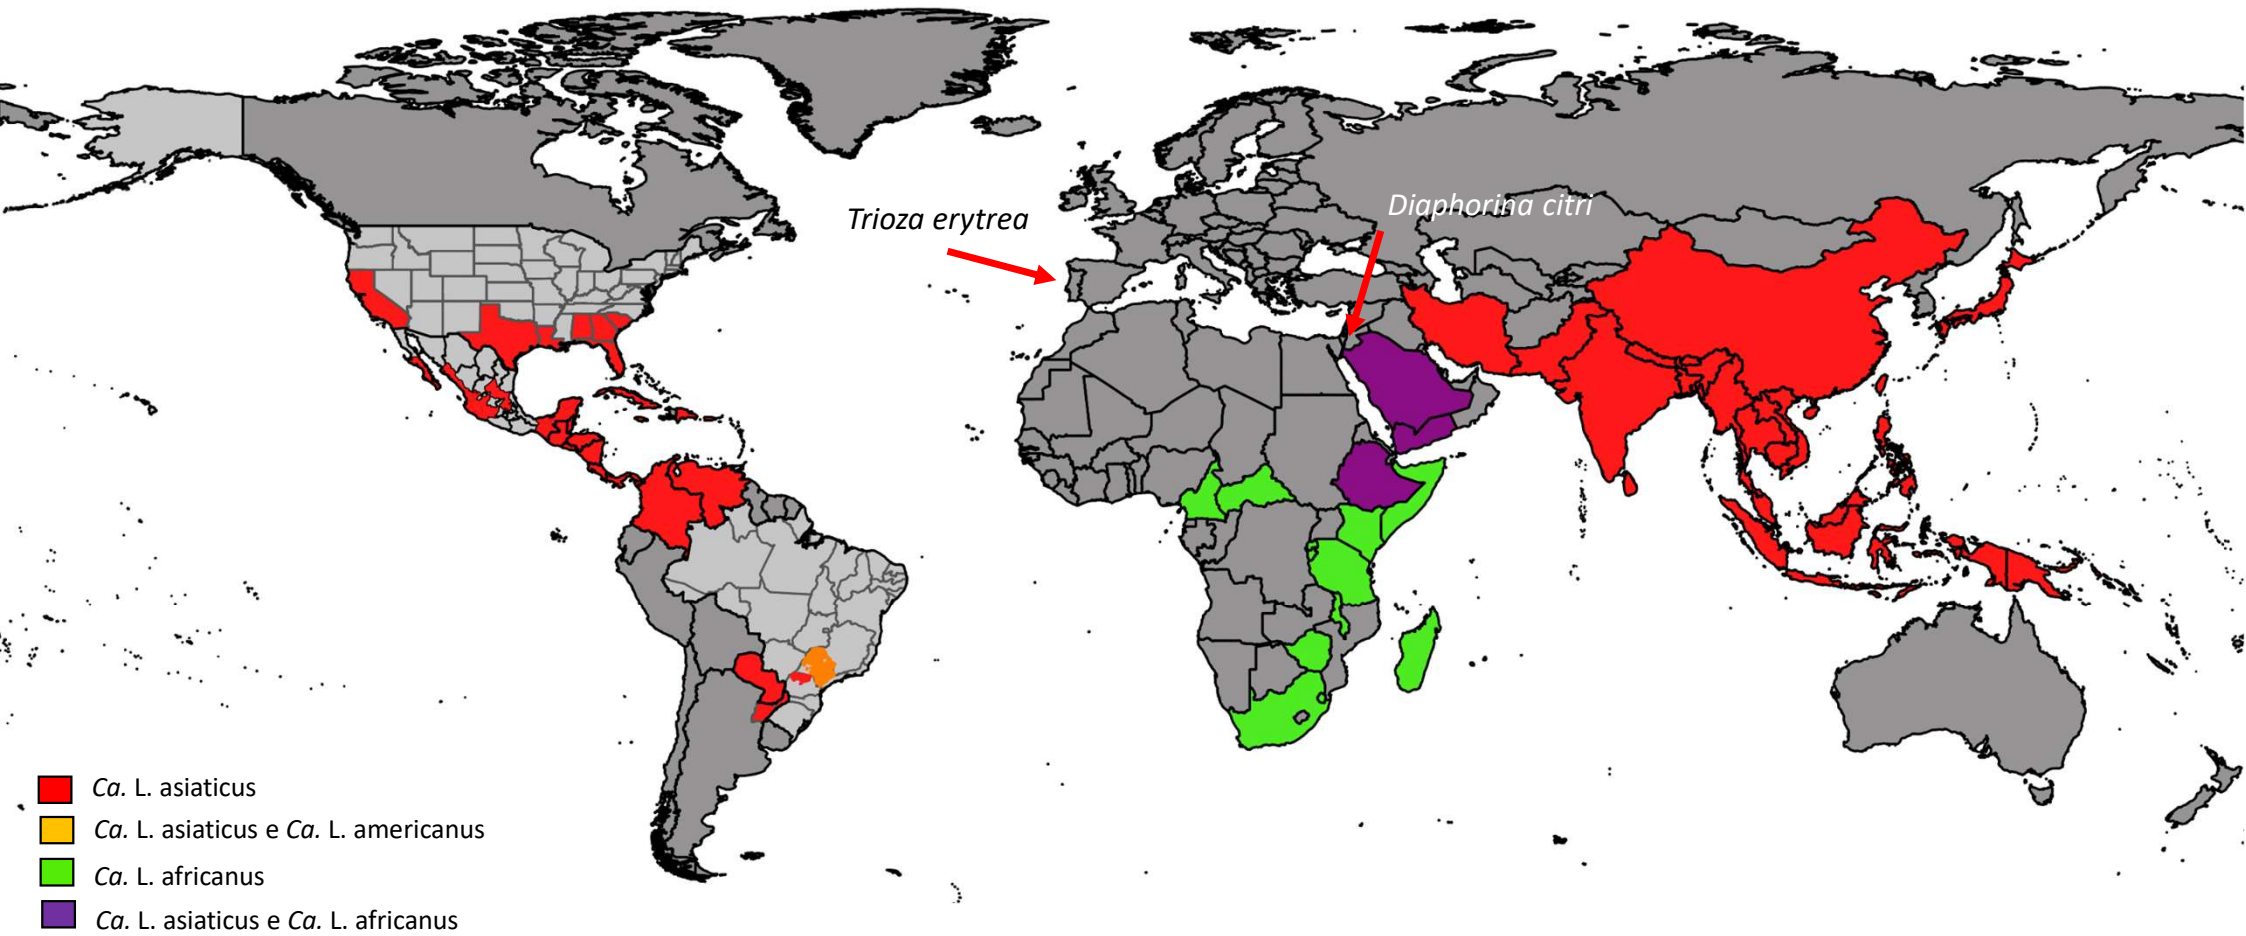 Trioza erytrea
Diaphorina citri
Ca. L. asiaticus
Ca. L. asiaticus e Ca. L. americanus
Ca. L. africanus
Ca. L. asiaticus e Ca. L. africanus